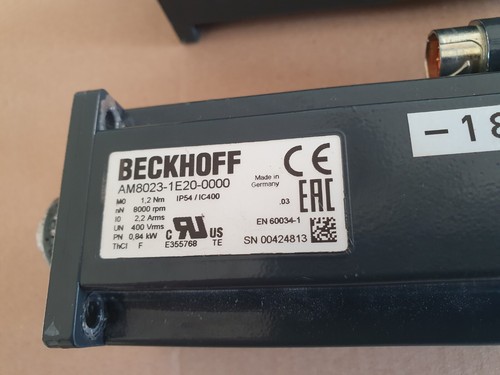 BECKHOFF
AM8023-1E20-0000
Made in
Germany
M0 1,2 Nm IP54 / IC400
nN 8000 rpm
I0 2,2 Arms
UN 400 Vrms
PN 0,84 kW
ThCl F
C US
E355768 TE
CE
.03
EAC
EN 60034-1
SN 00424813
-18